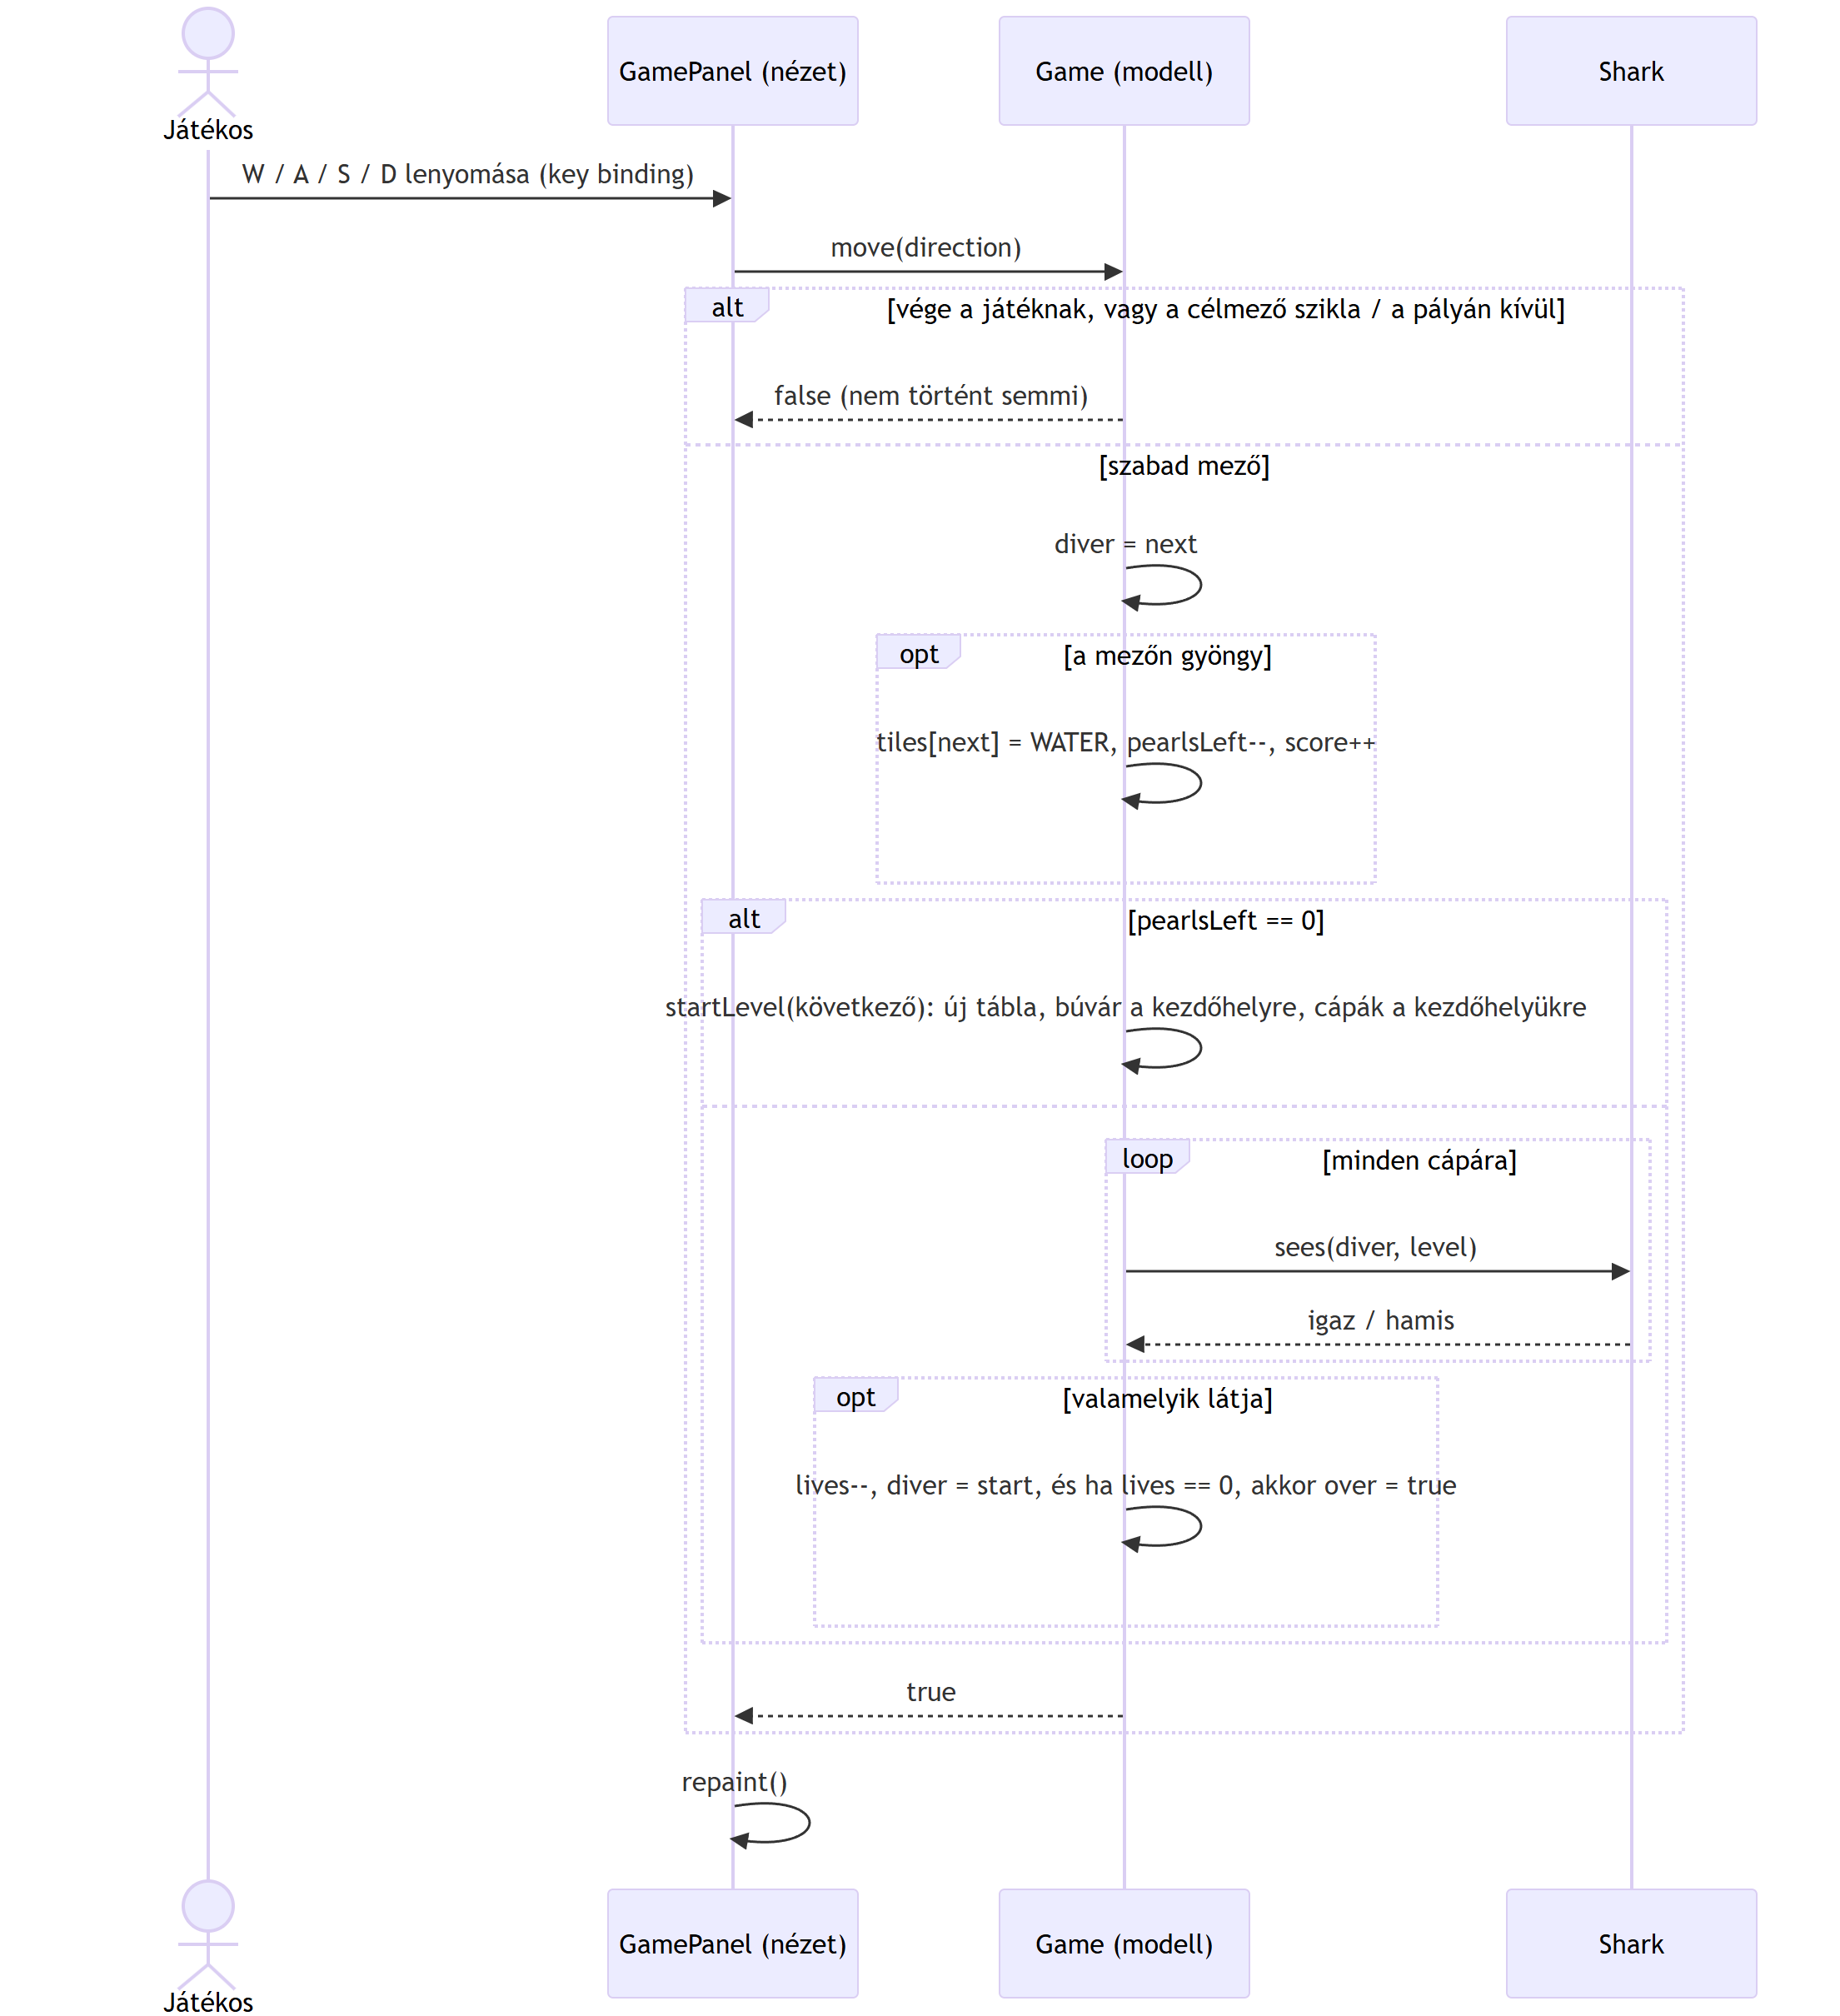 Játékos
GamePanel (nézet)
Game (modell)
Shark
W / A / S / D lenyomása (key binding)
move(direction)
alt
[vége a játéknak, vagy a célmező szikla / a pályán kívül]
false (nem történt semmi)
[szabad mező]
diver = next
opt
[a mezőn gyöngy]
tiles[next] = WATER, pearlsLeft--, score++
alt
[pearlsLeft == 0]
startLevel(következő): új tábla, búvár a kezdőhelyre, cápák a kezdőhelyükre
loop
[minden cápára]
sees(diver, level)
igaz / hamis
opt
[valamelyik látja]
lives--, diver = start, és ha lives == 0, akkor over = true
true
repaint()
Játékos
GamePanel (nézet)
Game (modell)
Shark